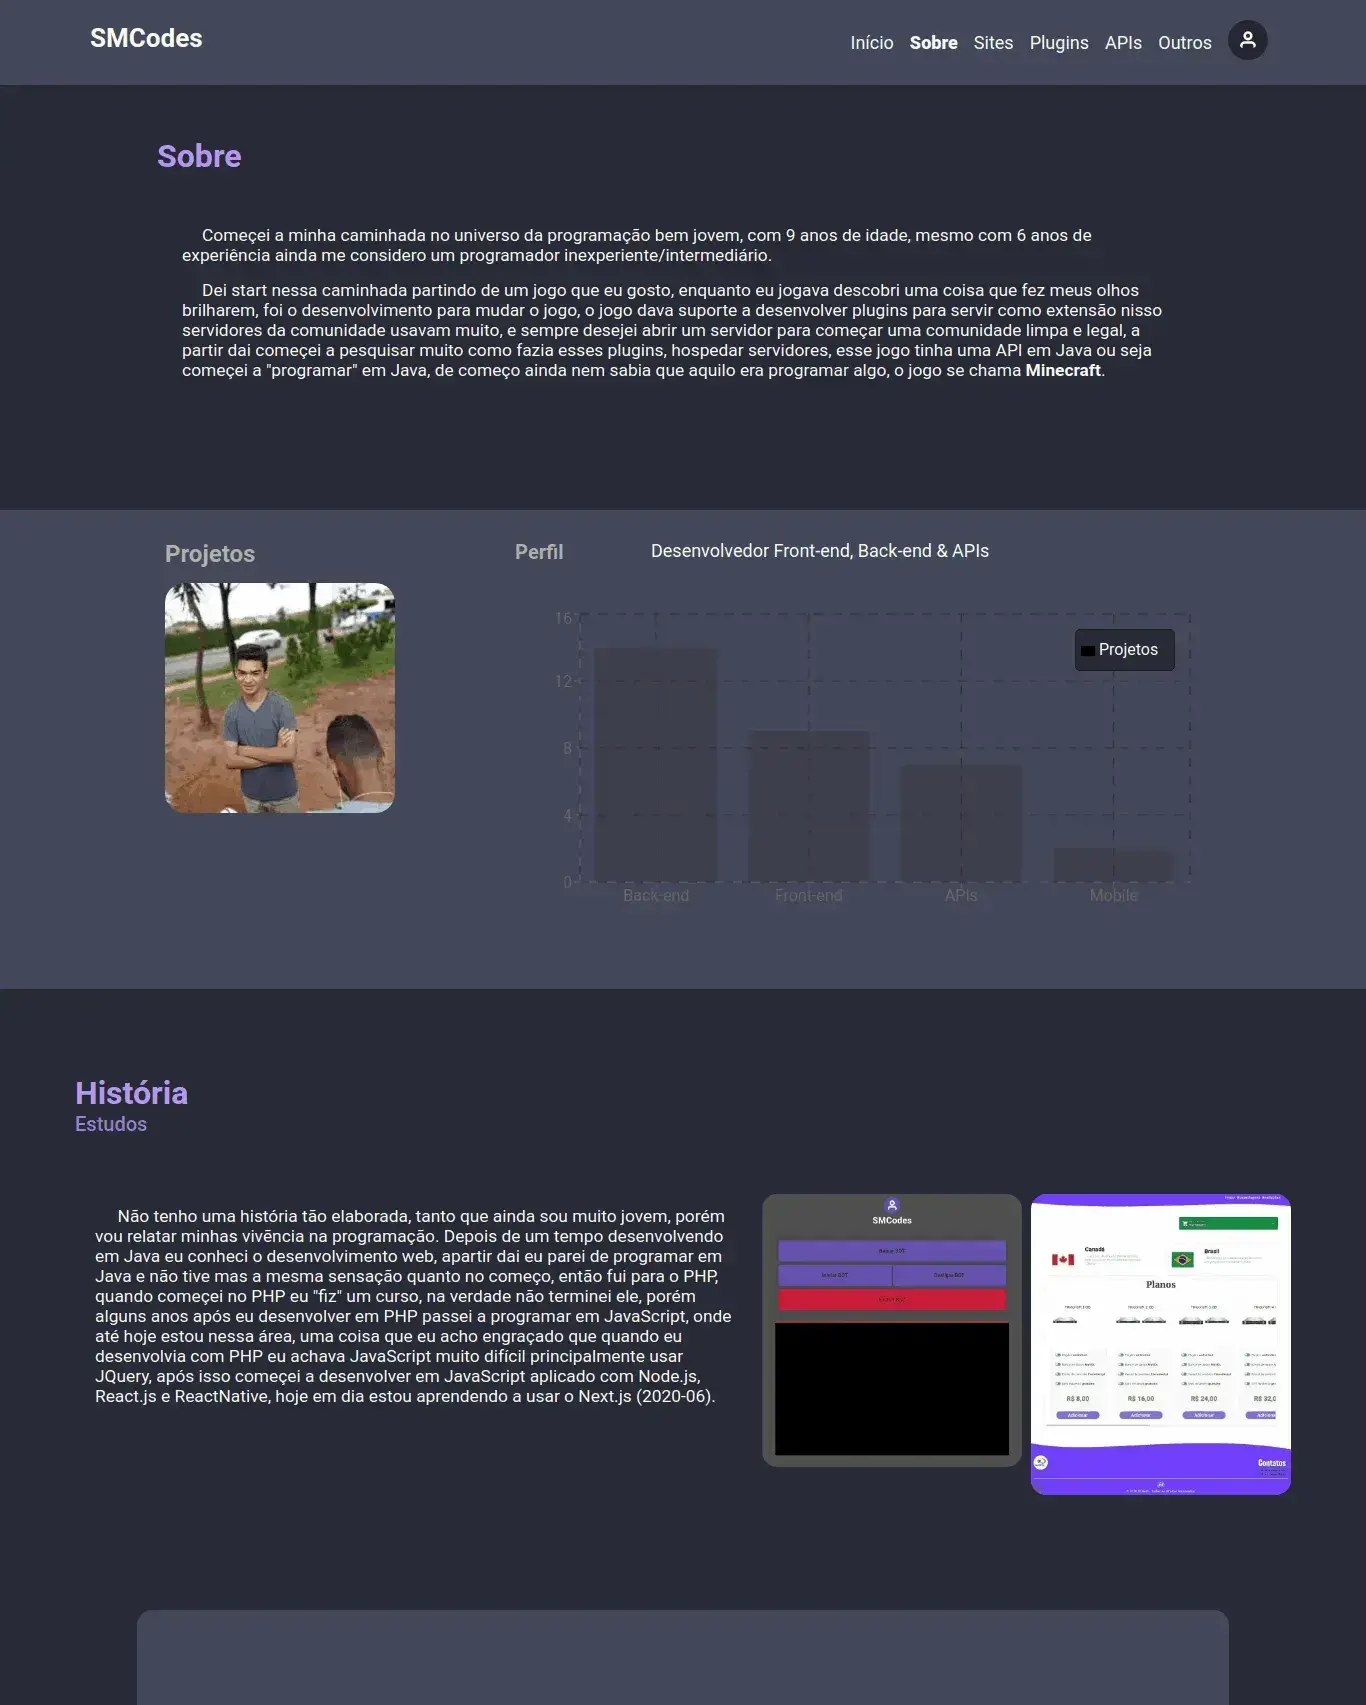 SMCodes
Início Sobre Sites Plugins APIs Outros
Sobre
Começei a minha caminhada no universo da programação bem jovem, com 9 anos de idade, mesmo com 6 anos de
experiência ainda me considero um programador inexperiente/intermediário.
Dei start nessa caminhada partindo de um jogo que eu gosto, enquanto eu jogava descobri uma coisa que fez meus olhos
brilharem, foi o desenvolvimento para mudar o jogo, o jogo dava suporte a desenvolver plugins para servir como extensão nisso
servidores da comunidade usavam muito, e sempre desejei abrir um servidor para começar uma comunidade limpa e legal, a
partir dai começei a pesquisar muito como fazia esses plugins, hospedar servidores, esse jogo tinha uma API em Java ou seja
começei a "programar" em Java, de começo ainda nem sabia que aquilo era programar algo, o jogo se chama Minecraft.
Projetos
Perfil
Desenvolvedor Front-end, Back-end & APIs
16
Projetos
12
8
4
0
Back-end Front-end APIs Mobile
História
Estudos
Não tenho uma história tão elaborada, tanto que ainda sou muito jovem, porém
vou relatar minhas vivência na programação. Depois de um tempo desenvolvendo
em Java eu conheci o desenvolvimento web, apartir dai eu parei de programar em
Java e não tive mas a mesma sensação quanto no começo, então fui para o PHP,
quando começei no PHP eu "fiz" um curso, na verdade não terminei ele, porém
alguns anos após eu desenvolver em PHP passei a programar em JavaScript, onde
até hoje estou nessa área, uma coisa que eu acho engraçado que quando eu
desenvolvia com PHP eu achava JavaScript muito difícil principalmente usar
JQuery, após isso começei a desenvolver em JavaScript aplicado com Node.js,
React.js e ReactNative, hoje em dia estou aprendendo a usar o Next.js (2020-06).
SMCodes
Canadá
Brasil
Planos
R$ 8,00 R$ 16,00 R$ 24,00 R$ 32,0
Adicionar Adicionar Adicionar Adiciona
Contatos